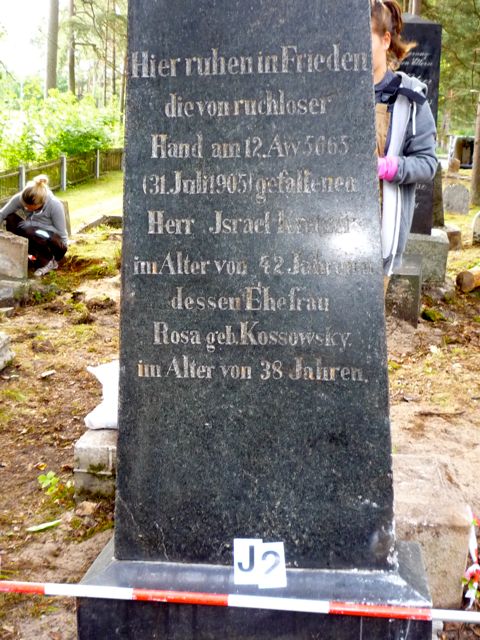 Hier ruhen in Frieden
die von ruchloser
Hand am 12. Aw 5665
(31. Juli 1905) gefallenen
Herr Jsrael
im Alter von 42 Jahren u.
dessen Ehefrau
Rosa geb. Kossowsky.
im Alter von 38 Jahren.
J2